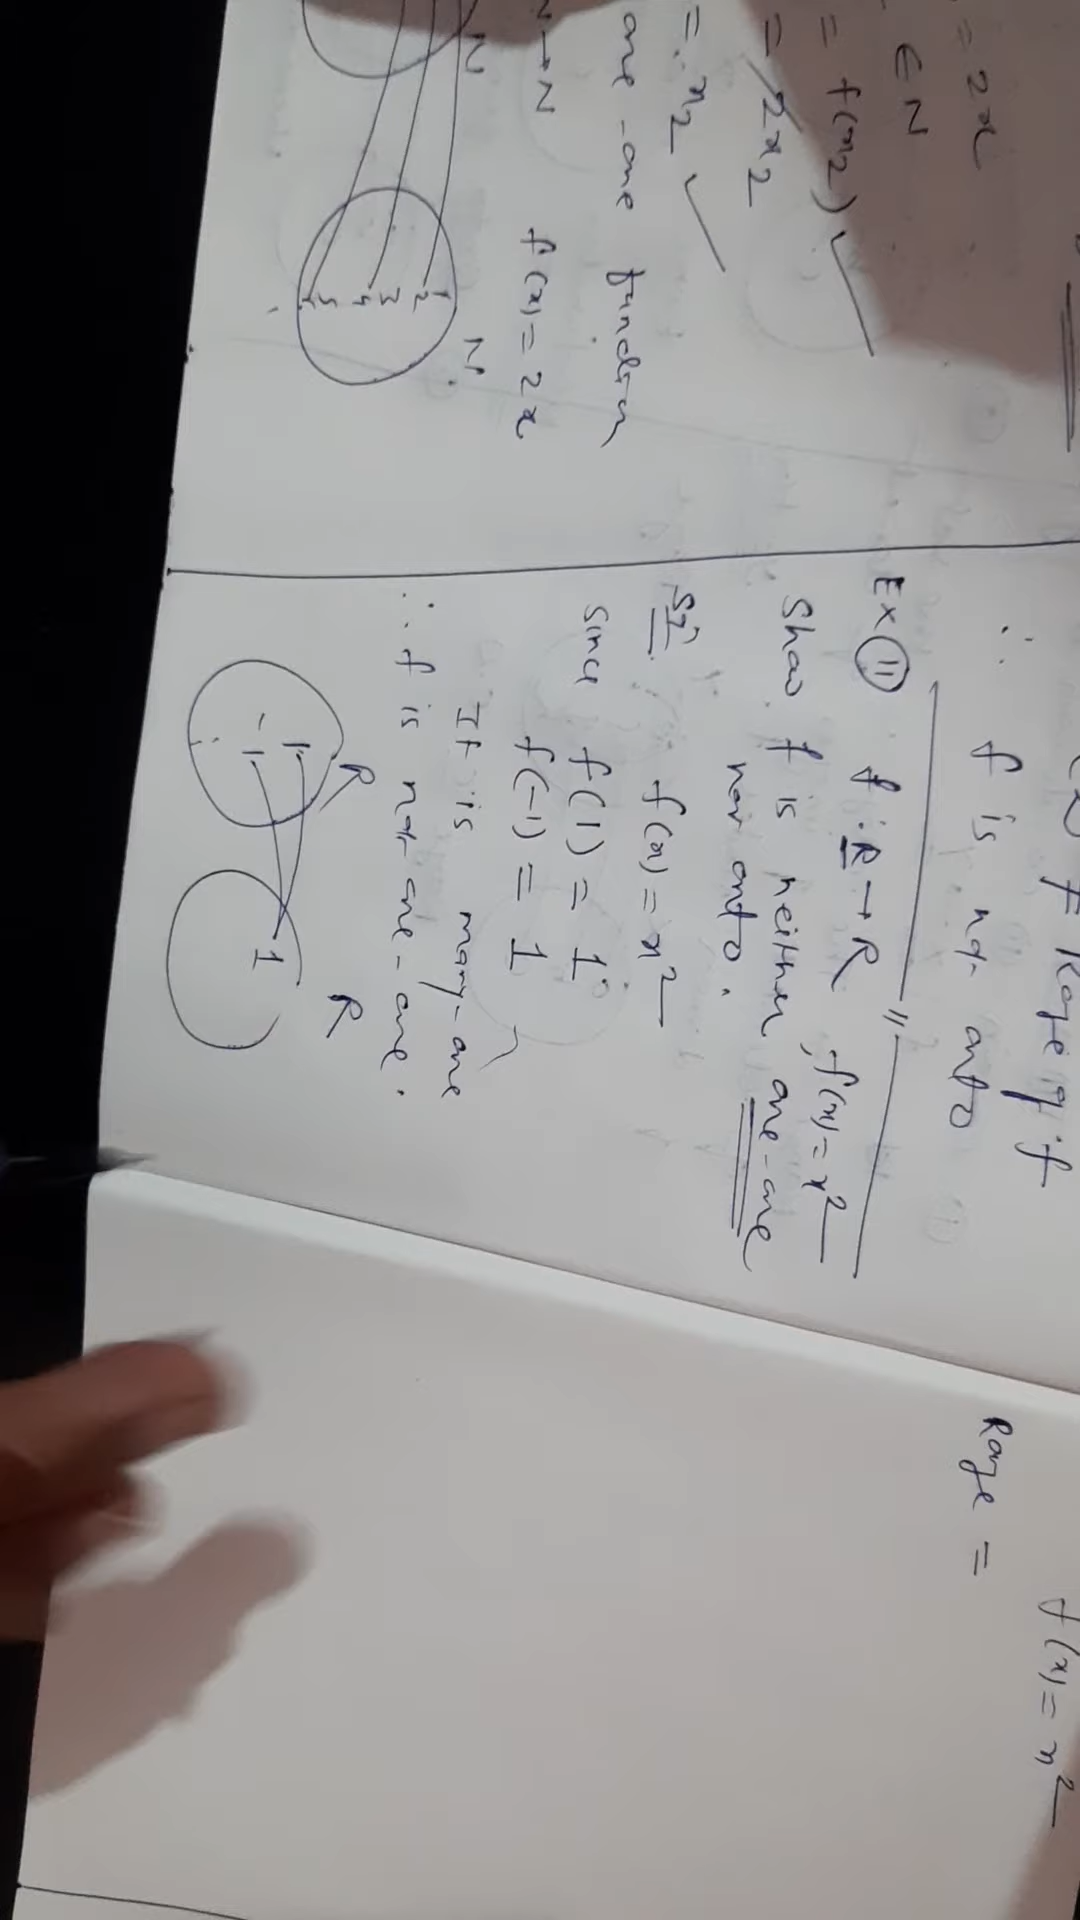 = 2x
∈ N
= f(x2)
= 2x2
= x2
one-one function
N→N f(x) = 2x
N N
1
2
3
4
5
≠ Range of f
∴ f is not onto
Ex (11) f: R→R, f(x) = x²
Show f is neither one-one
nor onto.
f(x) = x²
Since f(1) = 1
f(-1) = 1
It is many-one
∴ f is not one-one.
R R
1 1
-1
f(x) = x²
Range =